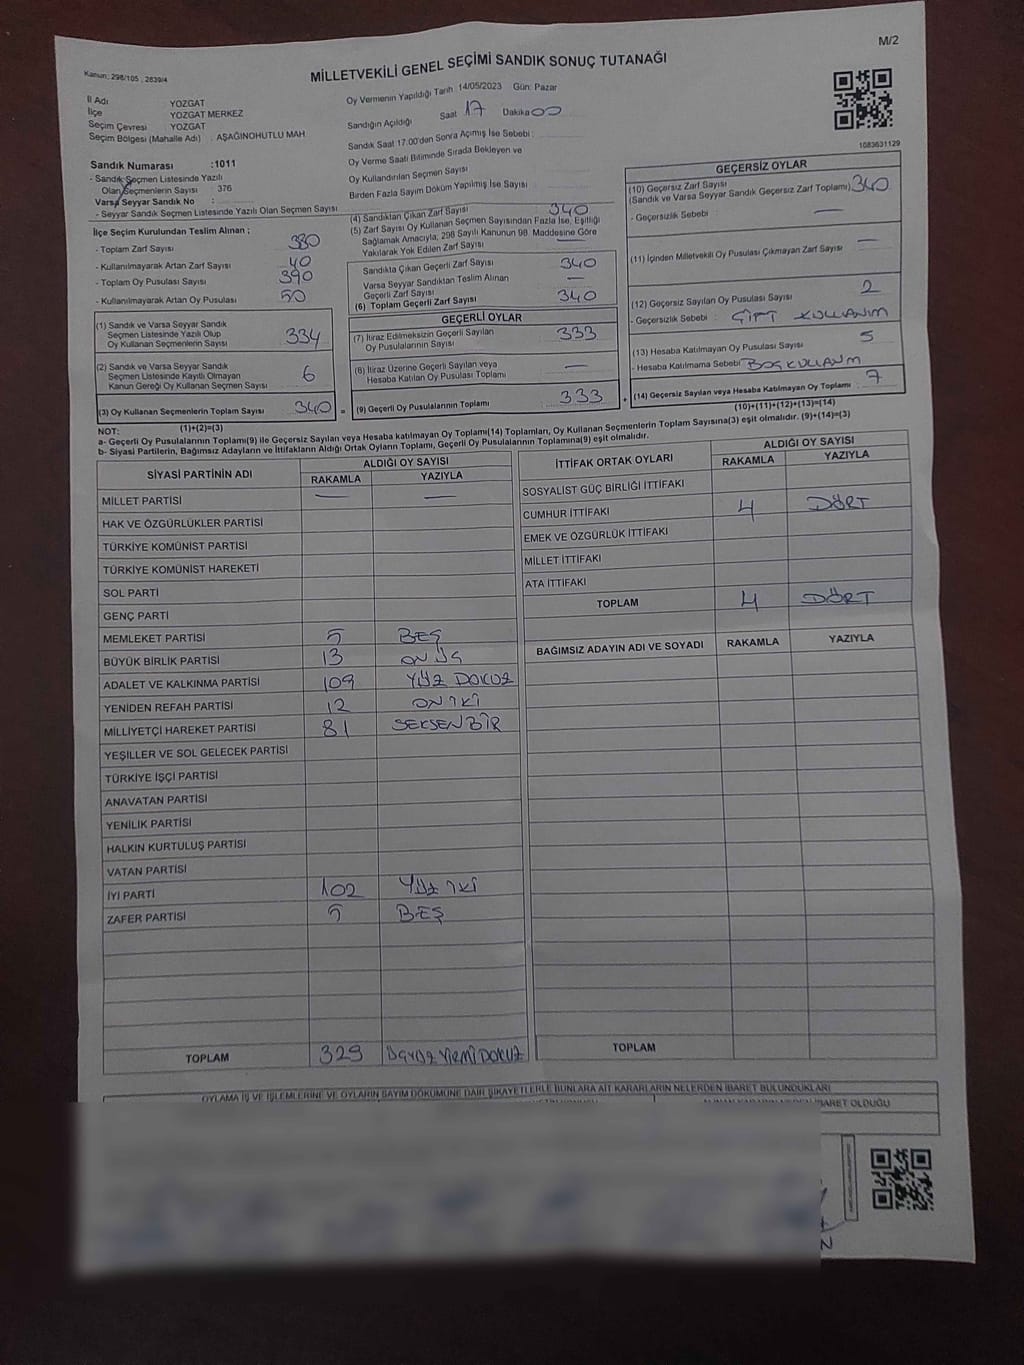 M/2
Kanun: 298/105 , 2839/4
MİLLETVEKİLİ GENEL SEÇİMİ SANDIK SONUÇ TUTANAĞI
İl Adı YOZGAT
İlçe YOZGAT MERKEZ
Seçim Çevresi YOZGAT
Seçim Bölgesi (Mahalle Adı) : AŞAĞINOHUTLU MAH
Sandık Numarası :1011
- Sandık Seçmen Listesinde Yazılı
Olan Seçmenlerin Sayısı : 376
Varsa Seyyar Sandık No :
- Seyyar Sandık Seçmen Listesinde Yazılı Olan Seçmen Sayısı
Oy Vermenin Yapıldığı Tarih 14/05/2023 Gün: Pazar
Sandığın Açıldığı Saat 17 Dakika 00
Sandık Saat 17.00'den Sonra Açımış İse Sebebi :
Oy Verme Saati Bitiminde Sırada Bekleyen ve
Oy Kullandırılan Seçmen Sayısı
Birden Fazla Sayım Döküm Yapılmış İse Sayısı
1083631129
İlçe Seçim Kurulundan Teslim Alınan ;
- Toplam Zarf Sayısı 380
- Kullanılmayarak Artan Zarf Sayısı 40
- Toplam Oy Pusulası Sayısı 390
- Kullanılmayarak Artan Oy Pusulası 50
(4) Sandıktan Çıkan Zarf Sayısı 340
(5) Zarf Sayısı Oy Kullanan Seçmen Sayısından Fazla İse, Eşitliği
Sağlamak Amacıyla, 298 Sayılı Kanunun 98. Maddesine Göre
Yakılarak Yok Edilen Zarf Sayısı —
Sandıkta Çıkan Geçerli Zarf Sayısı 340
Varsa Seyyar Sandıktan Teslim Alınan
Geçerli Zarf Sayısı —
(6) Toplam Geçerli Zarf Sayısı 340
GEÇERSİZ OYLAR
(10) Geçersiz Zarf Sayısı
(Sandık ve Varsa Seyyar Sandık Geçersiz Zarf Toplamı) 340
- Geçersizlik Sebebi : —
(11) İçinden Milletvekili Oy Pusulası Çıkmayan Zarf Sayısı —
(12) Geçersiz Sayılan Oy Pusulası Sayısı 2
- Geçersizlik Sebebi : ÇİFT KULLANIM
(13) Hesaba Katılmayan Oy Pusulası Sayısı 5
- Hesaba Katılmama Sebebi BOŞ KULLANIM
(14) Geçersiz Sayılan veya Hesaba Katılmayan Oy Toplamı : 7
(10)+(11)+(12)+(13)=(14)
(1) Sandık ve Varsa Seyyar Sandık
Seçmen Listesinde Yazılı Olup
Oy Kullanan Seçmenlerin Sayısı 334
(2) Sandık ve Varsa Seyyar Sandık
Seçmen Listesinde Kayıtlı Olmayan
Kanun Gereği Oy Kullanan Seçmen Sayısı 6
(3) Oy Kullanan Seçmenlerin Toplam Sayısı 340
(1)+(2)=(3)
GEÇERLİ OYLAR
(7) İtiraz Edilmeksizin Geçerli Sayılan
Oy Pusulalarının Sayısı 333
(8) İtiraz Üzerine Geçerli Sayılan veya
Hesaba Katılan Oy Pusulası Toplamı —
= (9) Geçerli Oy Pusulalarının Toplamı 333 +
NOT:
a- Geçerli Oy Pusulalarının Toplamı(9) ile Geçersiz Sayılan veya Hesaba katılmayan Oy Toplamı(14) Toplamları, Oy Kullanan Seçmenlerin Toplam Sayısına(3) eşit olmalıdır. (9)+(14)=(3)
b- Siyasi Partilerin, Bağımsız Adayların ve İttifakların Aldığı Ortak Oyların Toplamı, Geçerli Oy Pusulalarının Toplamına(9) eşit olmalıdır.
SİYASİ PARTİNİN ADI ALDIĞI OY SAYISI
RAKAMLA YAZIYLA
MİLLET PARTİSİ — —
HAK VE ÖZGÜRLÜKLER PARTİSİ
TÜRKİYE KOMÜNİST PARTİSİ
TÜRKİYE KOMÜNİST HAREKETİ
SOL PARTİ
GENÇ PARTİ
MEMLEKET PARTİSİ 5 BEŞ
BÜYÜK BİRLİK PARTİSİ 13 ON ÜÇ
ADALET VE KALKINMA PARTİSİ 109 YÜZ DOKUZ
YENİDEN REFAH PARTİSİ 12 ON İKİ
MİLLİYETÇİ HAREKET PARTİSİ 81 SEKSEN BİR
YEŞİLLER VE SOL GELECEK PARTİSİ
TÜRKİYE İŞÇİ PARTİSİ
ANAVATAN PARTİSİ
YENİLİK PARTİSİ
HALKIN KURTULUŞ PARTİSİ
VATAN PARTİSİ
İYİ PARTİ 102 YÜZ İKİ
ZAFER PARTİSİ 5 BEŞ
TOPLAM 329 ÜÇYÜZ YİRMİ DOKUZ
İTTİFAK ORTAK OYLARI ALDIĞI OY SAYISI
RAKAMLA YAZIYLA
SOSYALİST GÜÇ BİRLİĞİ İTTİFAKI
CUMHUR İTTİFAKI 4 DÖRT
EMEK VE ÖZGÜRLÜK İTTİFAKI
MİLLET İTTİFAKI
ATA İTTİFAKI
TOPLAM 4 DÖRT
BAĞIMSIZ ADAYIN ADI VE SOYADI RAKAMLA YAZIYLA
TOPLAM
OYLAMA İŞ VE İŞLEMLERİNE VE OYLARIN SAYIM DÖKÜMÜNE DAİR ŞİKAYETLERLE BUNLARA AİT KARARLARIN NELERDEN İBARET BULUNDUKLARI
İBARET OLDUĞU